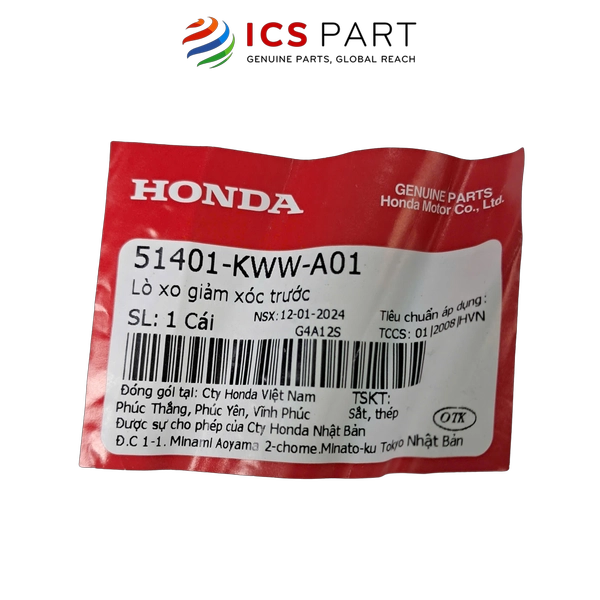 ICS PART
GENUINE PARTS, GLOBAL REACH
HONDA
GENUINE PARTS
Honda Motor Co., Ltd.
51401-KWW-A01
Lò xo giảm xóc trước
SL: 1 Cái
NSX: 12-01-2024
G4A12S
Tiêu chuẩn áp dụng:
TCCS: 01/2008/HVN
Đóng gói tại: Cty Honda Việt Nam
Phúc Thắng, Phúc Yên, Vĩnh Phúc
TSKT:
Sắt, thép
Được sự cho phép của Cty Honda Nhật Bản
Đ.C 1-1. Minami Aoyama 2-chome.Minato-ku Tokyo Nhật Bản
OTK